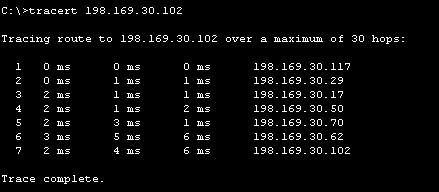 C:\>tracert 198.169.30.102
Tracing route to 198.169.30.102 over a maximum of 30 hops:
1 0 ms 0 ms 0 ms 198.169.30.117
2 0 ms 1 ms 1 ms 198.169.30.29
3 2 ms 1 ms 1 ms 198.169.30.17
4 2 ms 1 ms 2 ms 198.169.30.50
5 2 ms 3 ms 1 ms 198.169.30.70
6 3 ms 5 ms 6 ms 198.169.30.62
7 2 ms 4 ms 6 ms 198.169.30.102
Trace complete.